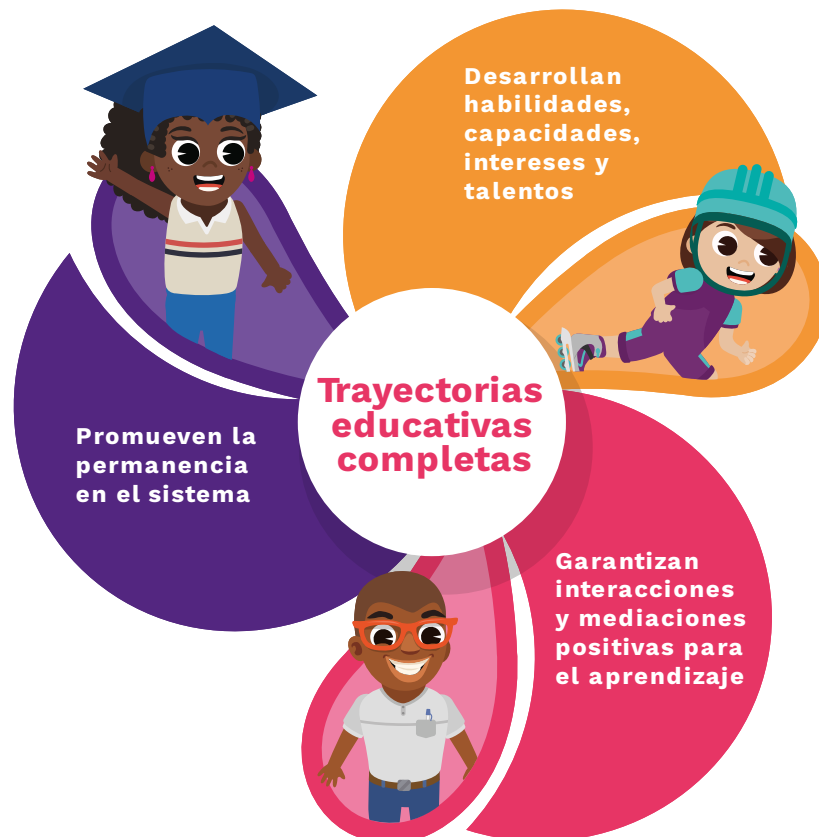 Desarrollan
habilidades,
capacidades,
intereses y
talentos
Trayectorias
educativas
completas
Promueven la
permanencia
en el sistema
Garantizan
interacciones
y mediaciones
positivas para
el aprendizaje